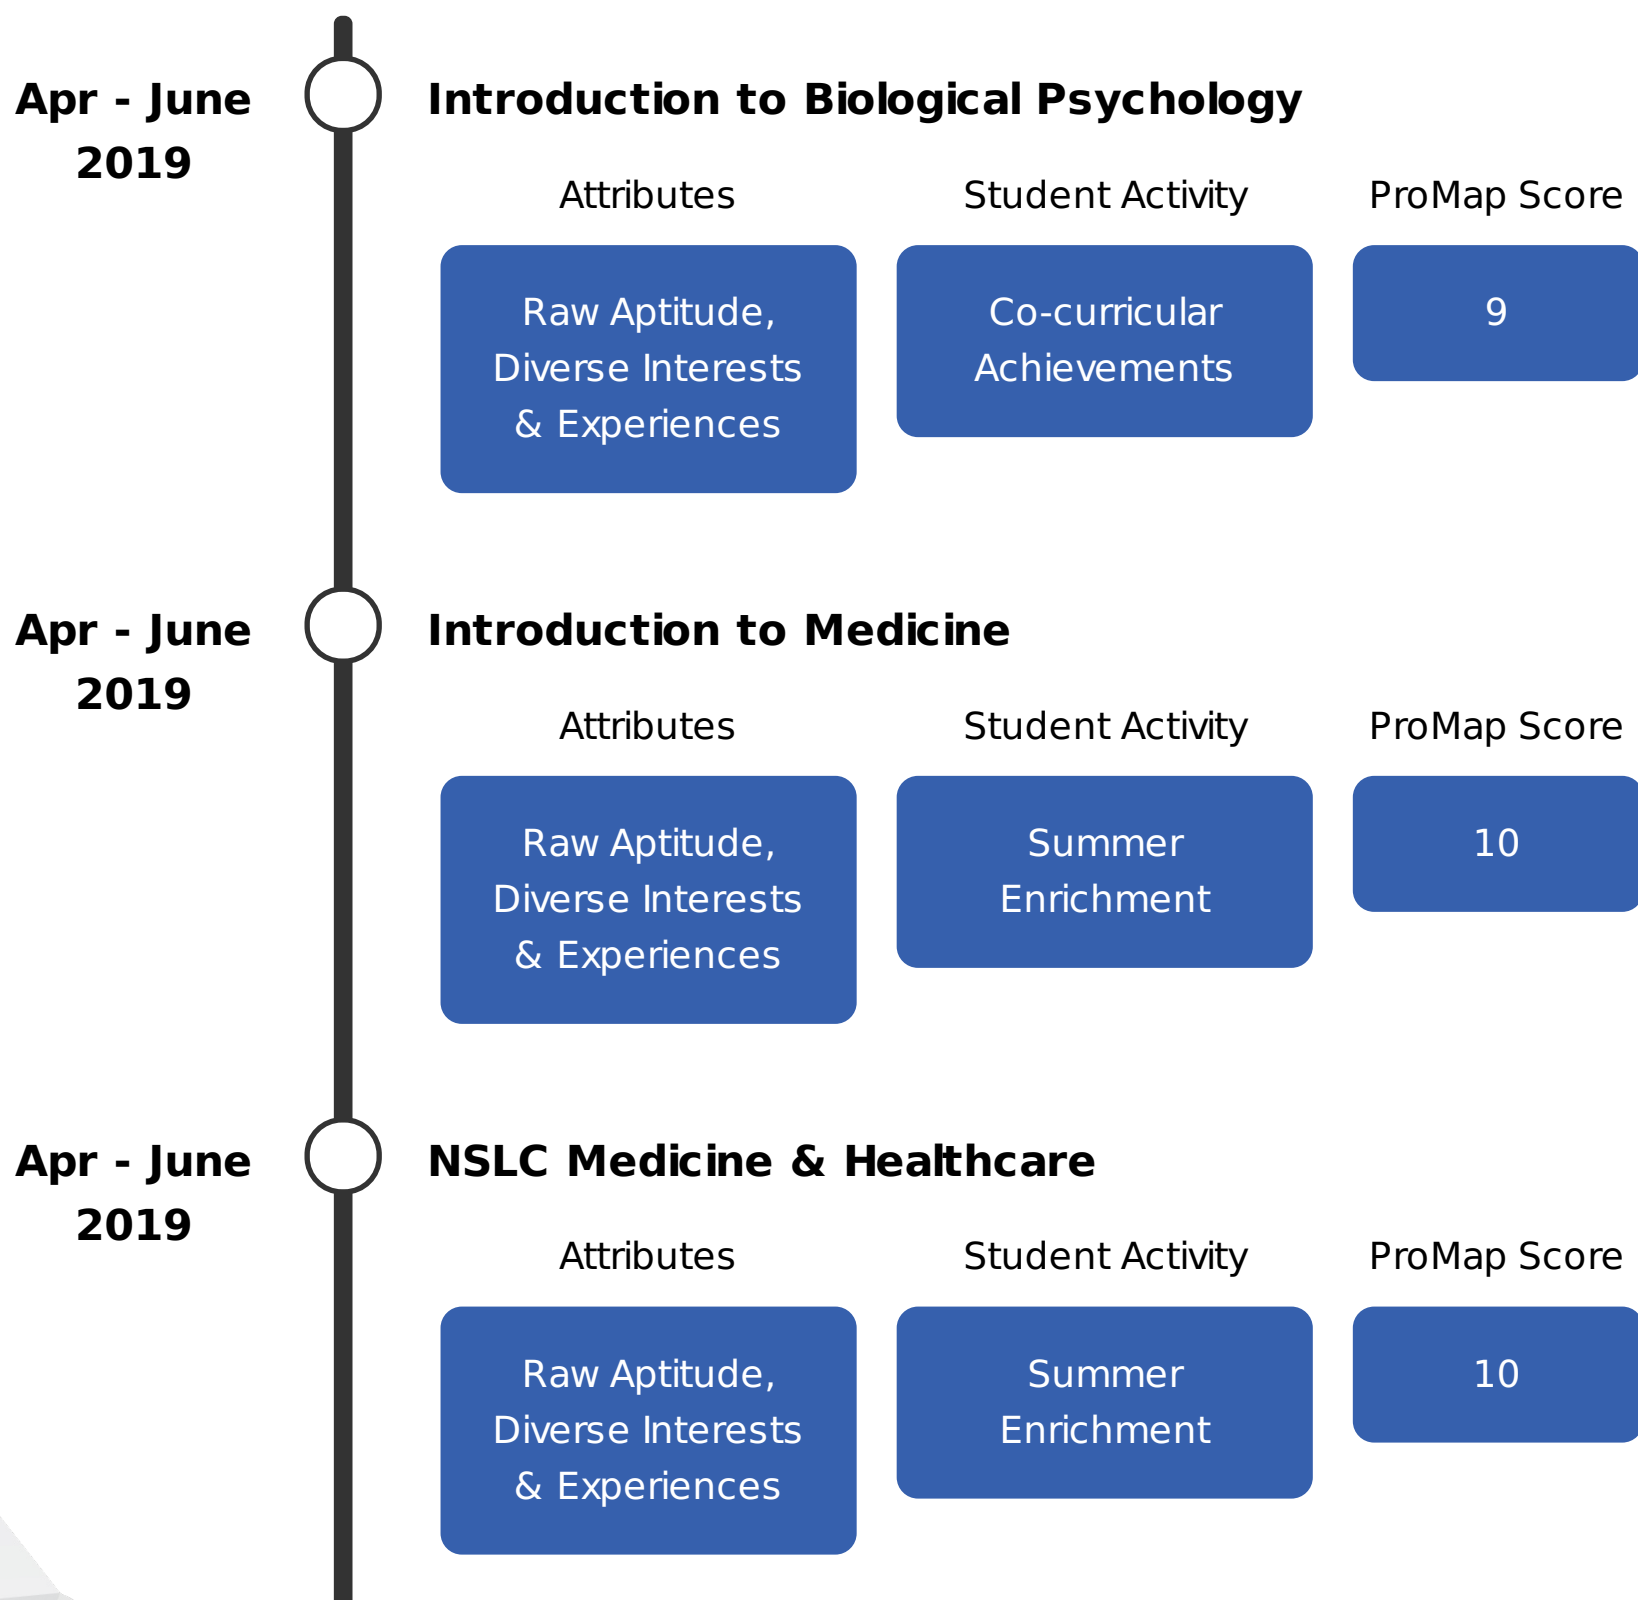 Apr - June
2019
Introduction to Biological Psychology
Attributes
Student Activity
ProMap Score
Raw Aptitude,
Diverse Interests
& Experiences
Co-curricular
Achievements
9
Apr - June
2019
Introduction to Medicine
Attributes
Student Activity
ProMap Score
Raw Aptitude,
Diverse Interests
& Experiences
Summer
Enrichment
10
Apr - June
2019
NSLC Medicine & Healthcare
Attributes
Student Activity
ProMap Score
Raw Aptitude,
Diverse Interests
& Experiences
Summer
Enrichment
10